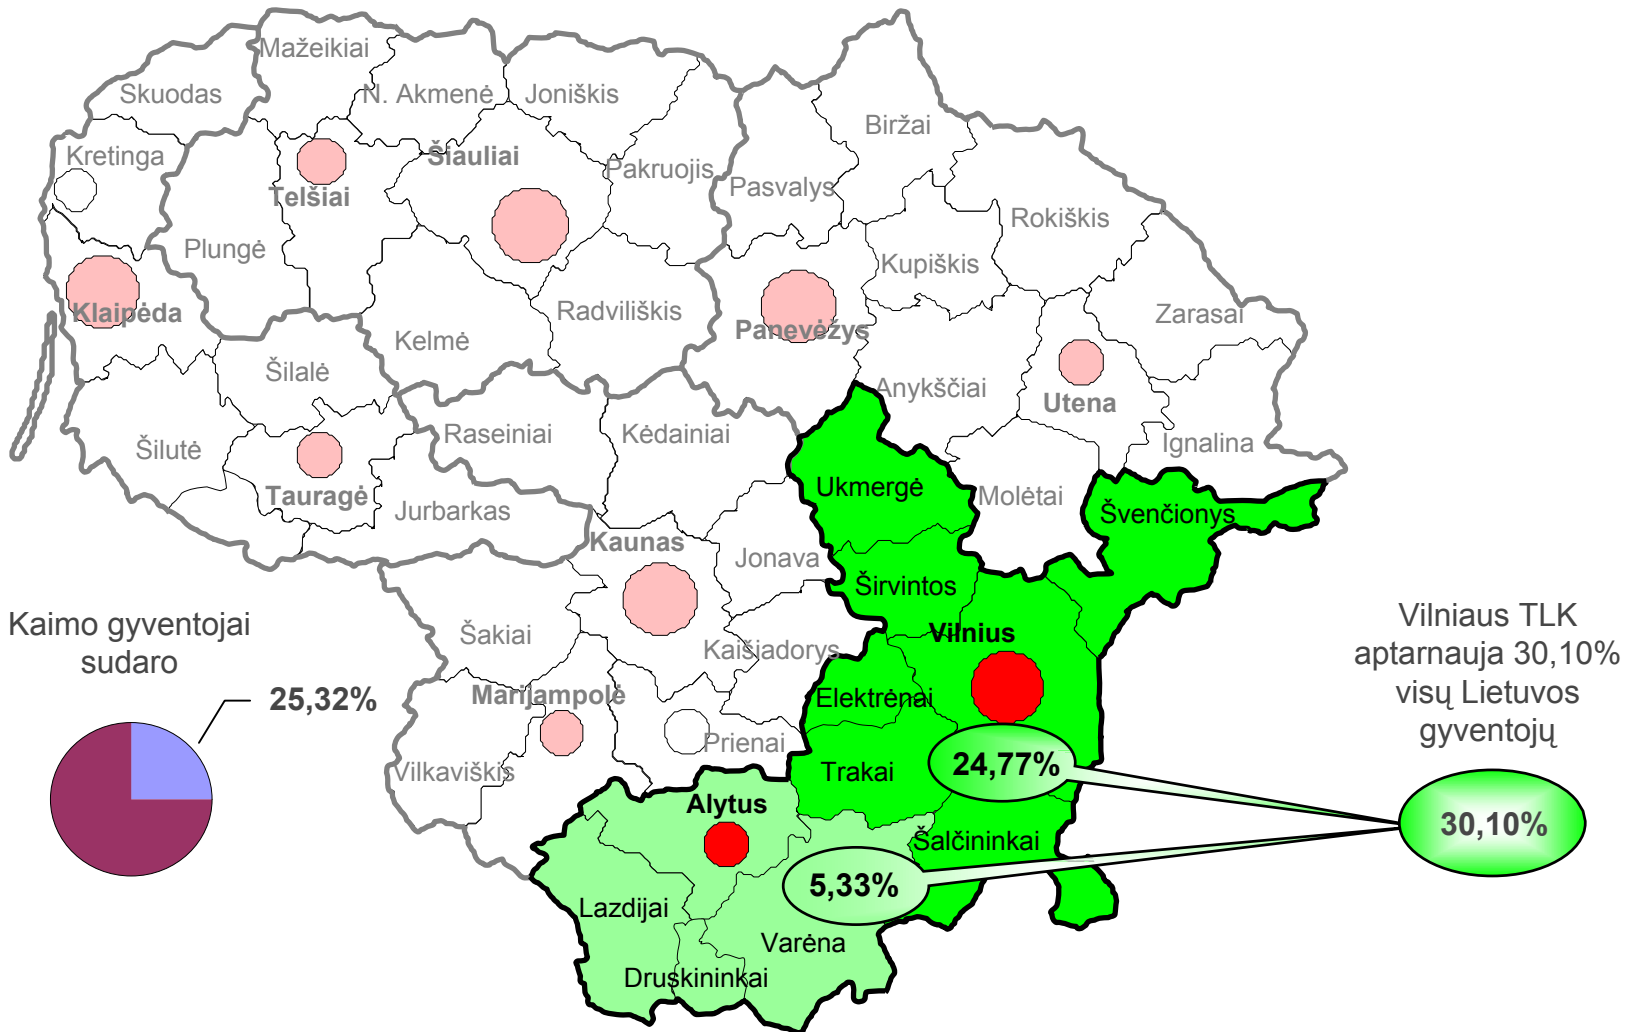 Mažeikiai
Skuodas
N. Akmenė
Joniškis
Biržai
Kretinga
Šiauliai
Pakruojis
Pasvalys
Telšiai
Rokiškis
Plungė
Kupiškis
Klaipėda
Radviliškis
Panevėžys
Zarasai
Kelmė
Šilalė
Anykščiai
Utena
Šilutė
Raseiniai
Kėdainiai
Ignalina
Tauragė
Jurbarkas
Ukmergė
Molėtai
Švenčionys
Kaunas
Jonava
Širvintos
Kaimo gyventojai
sudaro
25,32%
Šakiai
Kaišiadorys
Vilnius
Vilniaus TLK
aptarnauja 30,10%
visų Lietuvos
gyventojų
Marijampolė
Elektrėnai
Prienai
Vilkaviškis
Trakai
24,77%
Alytus
Šalčininkai
30,10%
5,33%
Lazdijai
Varėna
Druskininkai